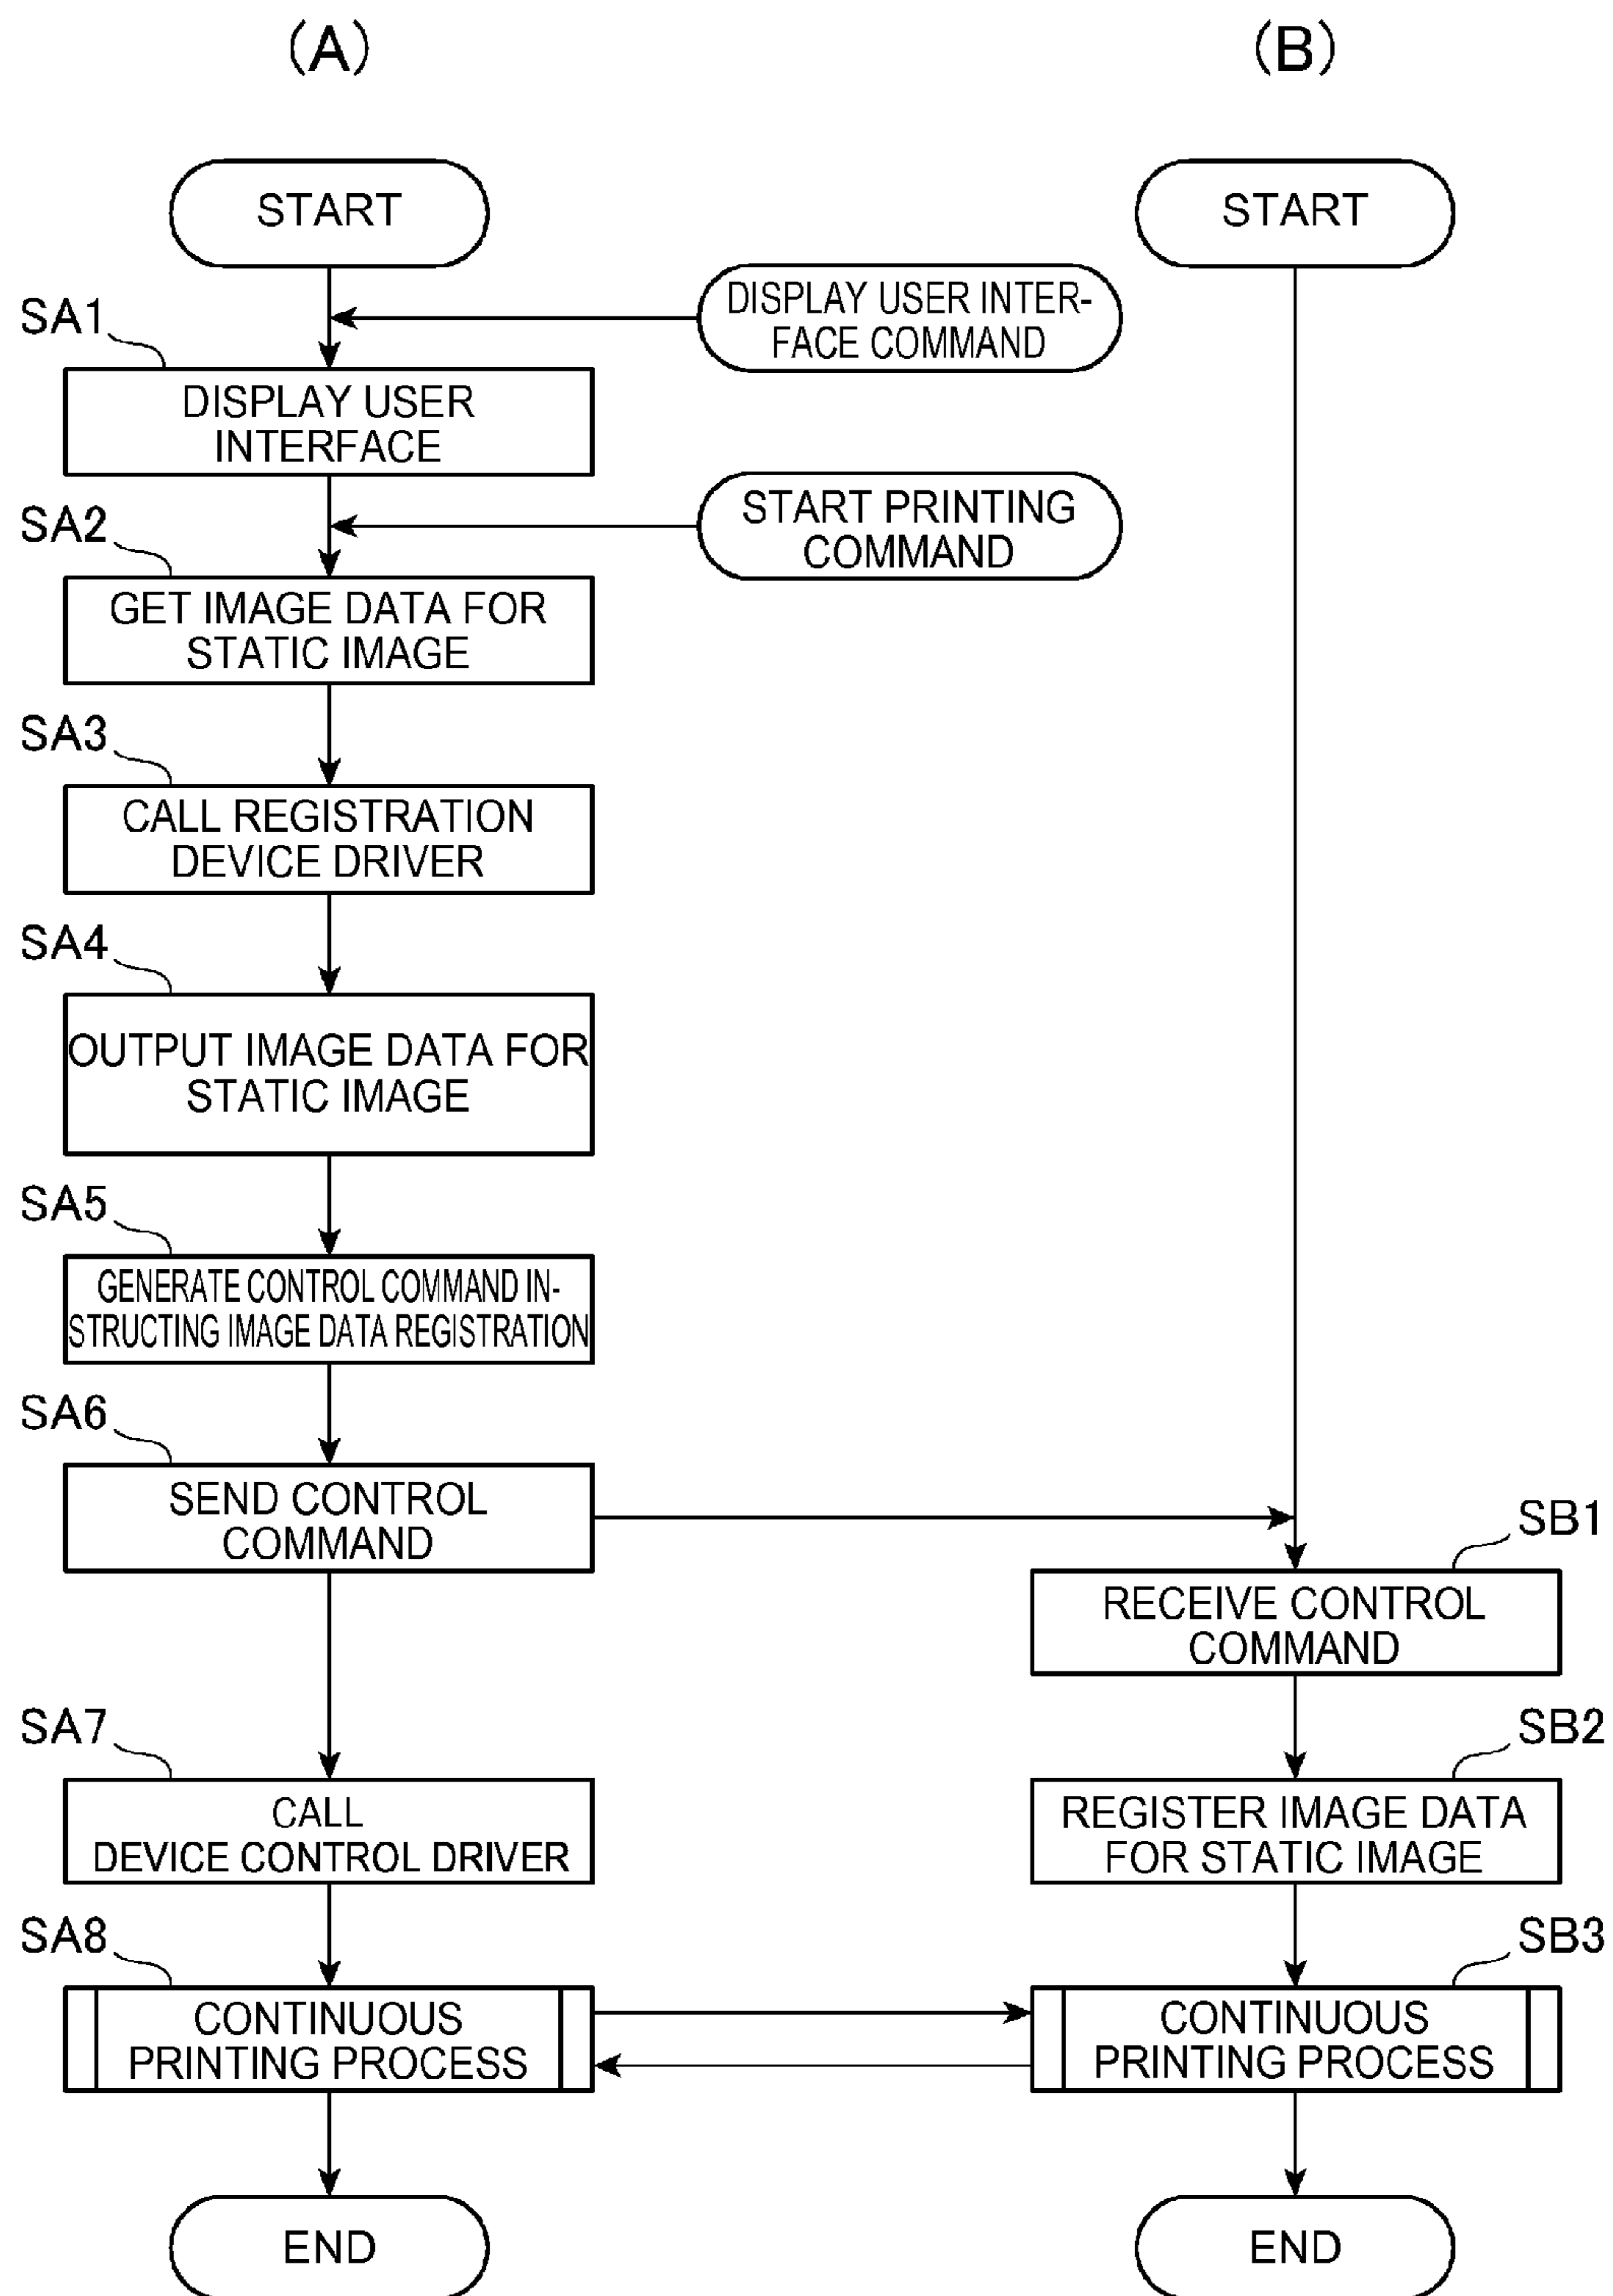 (A)
(B)
START
START
DISPLAY USER INTER-
FACE COMMAND
SA1
DISPLAY USER
INTERFACE
START PRINTING
COMMAND
SA2
GET IMAGE DATA FOR
STATIC IMAGE
SA3
CALL REGISTRATION
DEVICE DRIVER
SA4
OUTPUT IMAGE DATA FOR
STATIC IMAGE
SA5
GENERATE CONTROL COMMAND IN-
STRUCTING IMAGE DATA REGISTRATION
SA6
SEND CONTROL
COMMAND
SB1
RECEIVE CONTROL
COMMAND
SA7
CALL
DEVICE CONTROL DRIVER
SB2
REGISTER IMAGE DATA
FOR STATIC IMAGE
SA8
CONTINUOUS
PRINTING PROCESS
SB3
CONTINUOUS
PRINTING PROCESS
END
END